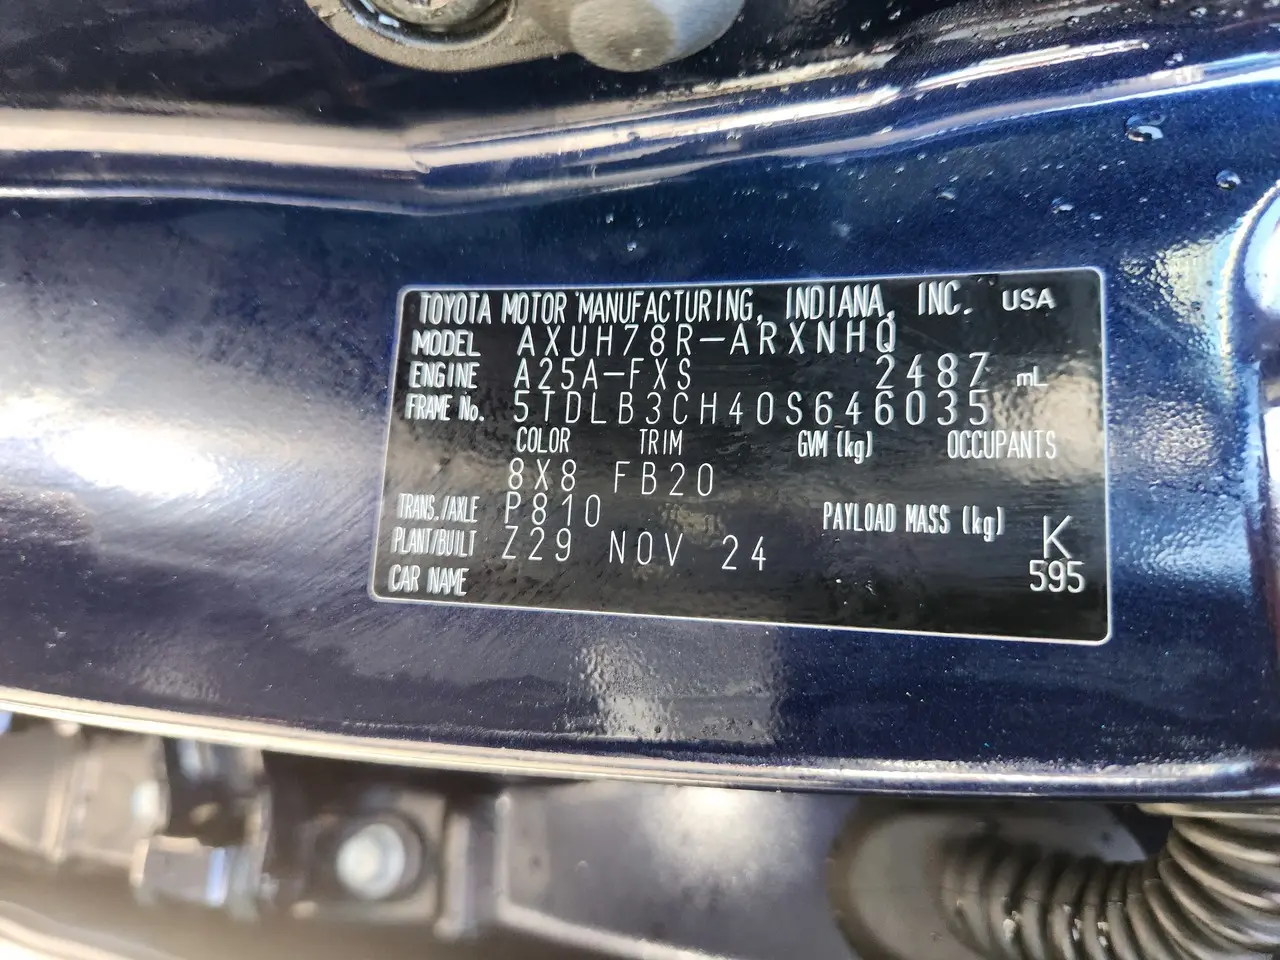 TOYOTA MOTOR MANUFACTURING, INDIANA, INC. USA
MODEL AXUH78R-ARXNHQ
ENGINE A25A-FXS 2487 mL
FRAME No. 5TDLB3CH40S646035
COLOR TRIM GVM (kg) OCCUPANTS
8X8 FB20
TRANS./AXLE P810 PAYLOAD MASS (kg) K
PLANT/BUILT Z29 NOV 24
CAR NAME 595